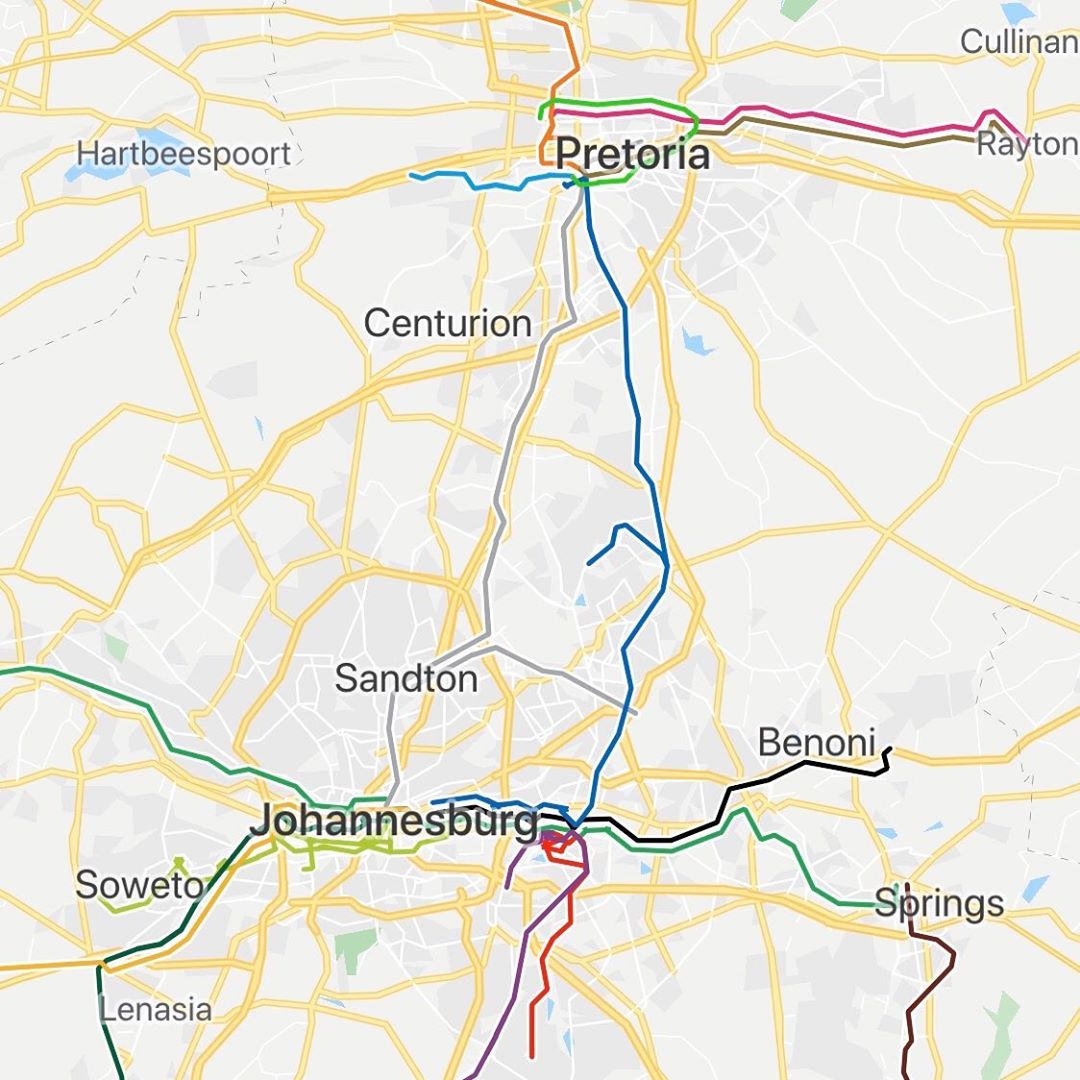 Cullinan
Hartbeespoort
Pretoria
Rayton
Centurion
Sandton
Benoni
Johannesburg
Soweto
Springs
Lenasia